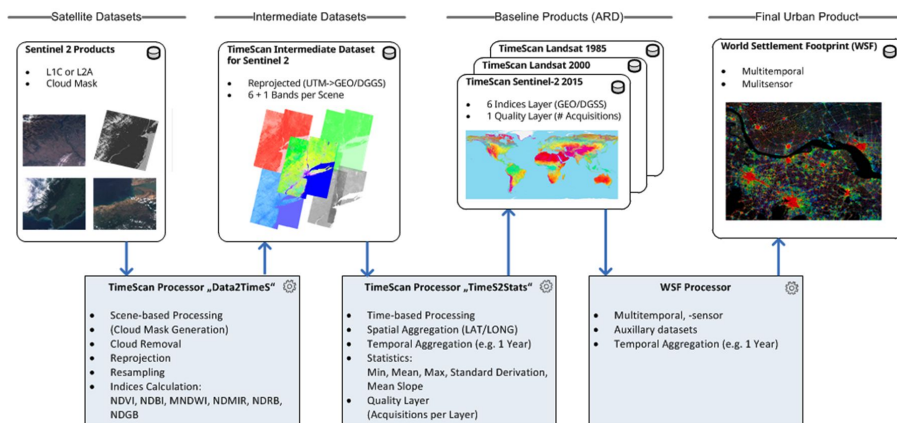 Satellite Datasets
Intermediate Datasets
Baseline Products (ARD)
Final Urban Product
Sentinel 2 Products
L1C or L2A
Cloud Mask
TimeScan Intermediate Dataset
for Sentinel 2
Reprojected (UTM->GEO/DGGS)
6 + 1 Bands per Scene
TimeScan Landsat 1985
TimeScan Landsat 2000
TimeScan Sentinel-2 2015
6 Indices Layer (GEO/DGSS)
1 Quality Layer (# Acquisitions)
World Settlement Footprint (WSF)
Multitemporal
Mulitsensor
TimeScan Processor „Data2TimeS“
Scene-based Processing
(Cloud Mask Generation)
Cloud Removal
Reprojection
Resampling
Indices Calculation:
NDVI, NDBI, MNDWI, NDMIR, NDRB,
NDGB
TimeScan Processor „TimeS2Stats“
Time-based Processing
Spatial Aggregation (LAT/LONG)
Temporal Aggregation (e.g. 1 Year)
Statistics:
Min, Mean, Max, Standard Derivation,
Mean Slope
Quality Layer
(Acquisitions per Layer)
WSF Processor
Multitemporal, -sensor
Auxillary datasets
Temporal Aggregation (e.g. 1 Year)